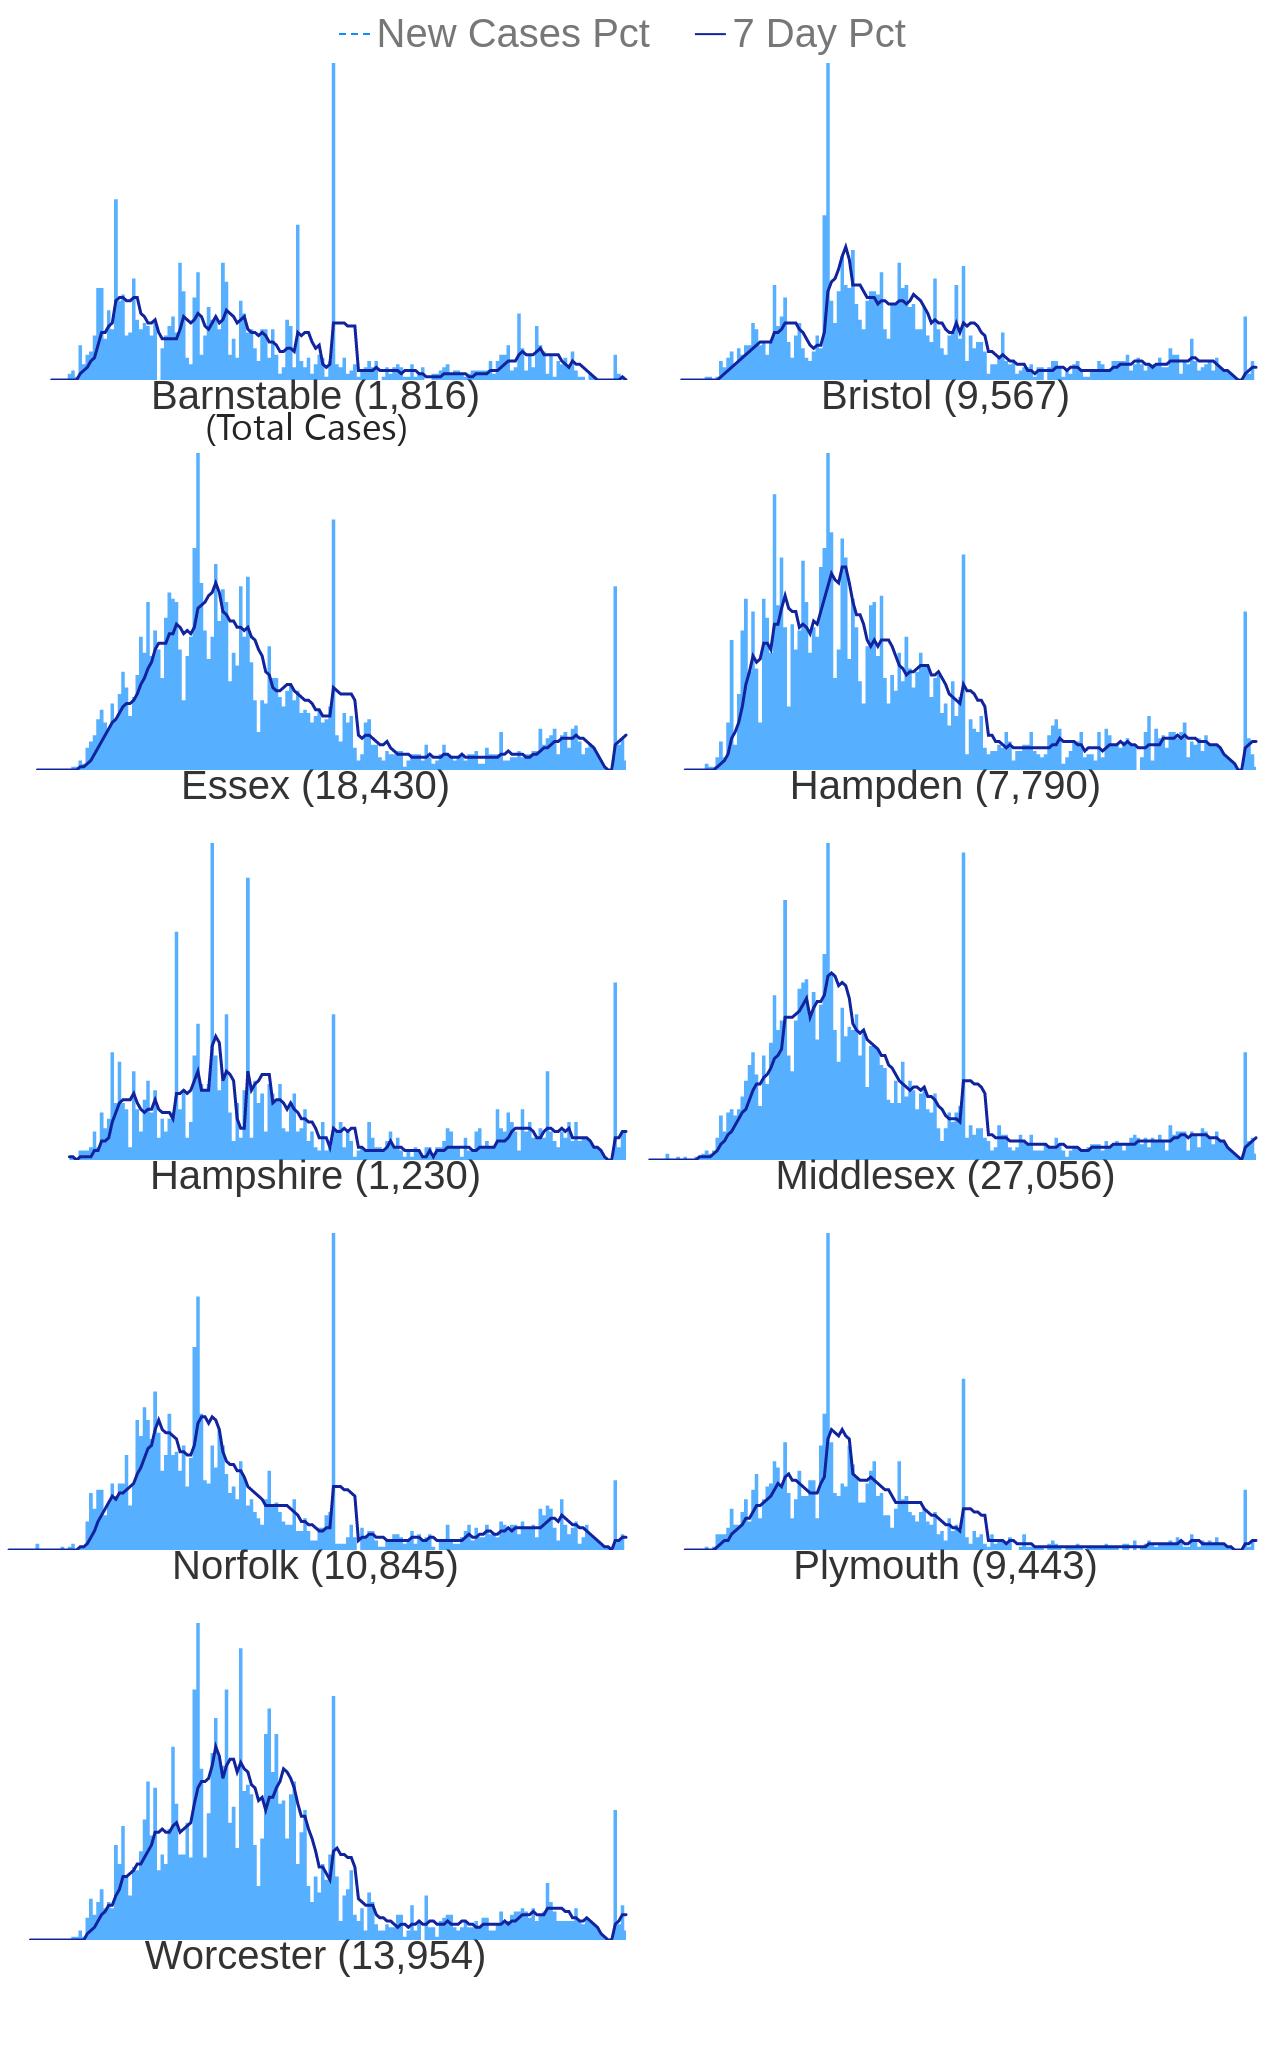 New Cases Pct 7 Day Pct
Barnstable (1,816) Bristol (9,567)
(Total Cases)
Essex (18,430) Hampden (7,790)
Hampshire (1,230) Middlesex (27,056)
Norfolk (10,845) Plymouth (9,443)
Worcester (13,954)